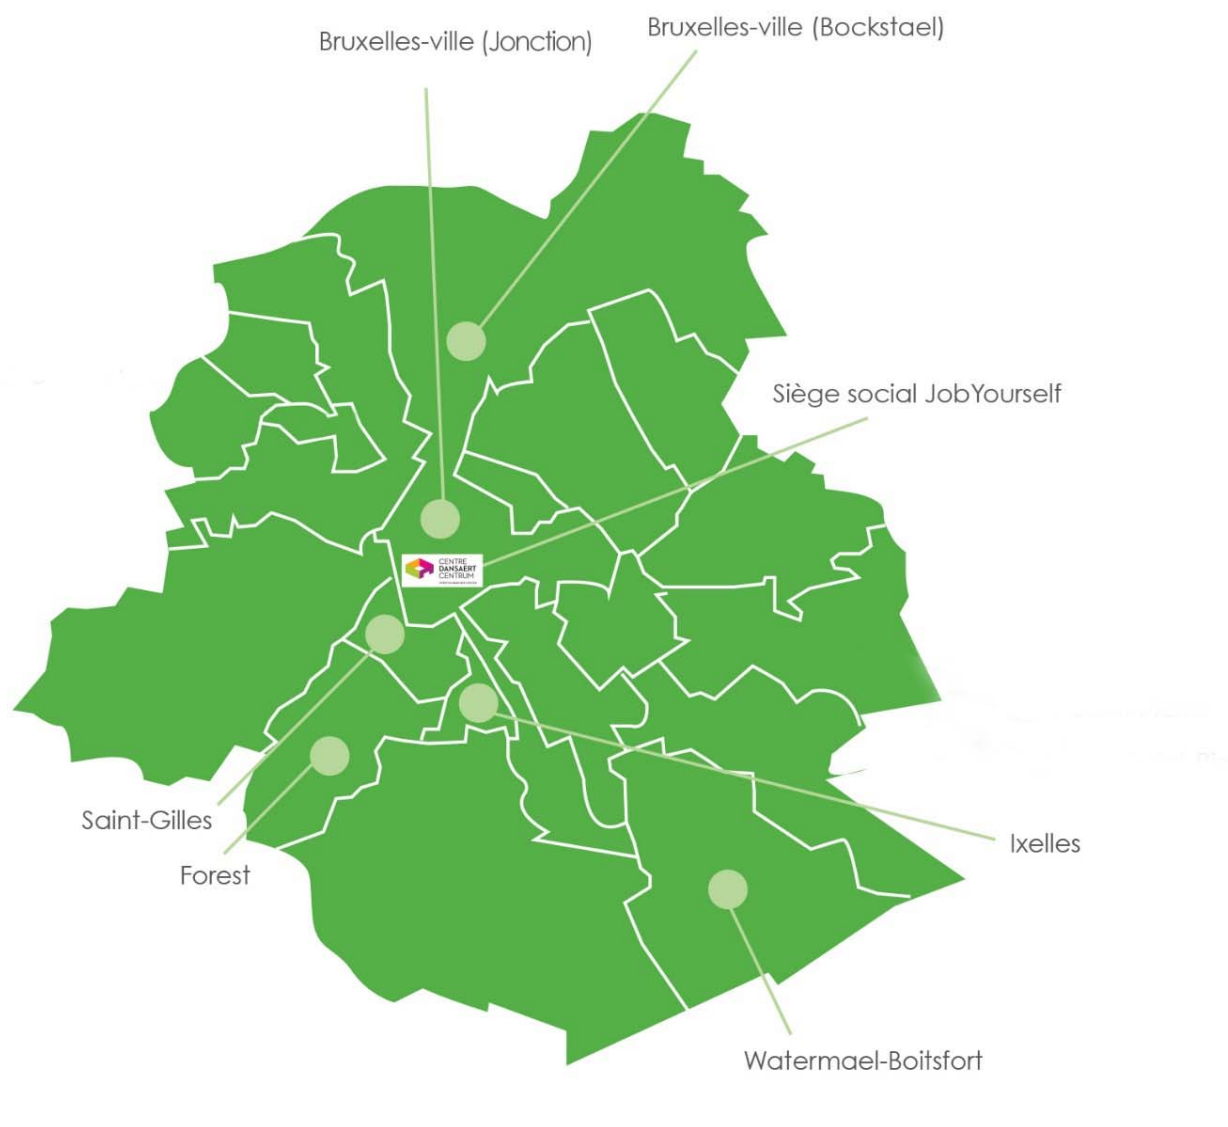 Bruxelles-ville (Bockstael)
Bruxelles-ville (Jonction)
Siège social JobYourself
CENTRE
DANSAERT
CENTRUM
Saint-Gilles
Ixelles
Forest
Watermael-Boitsfort